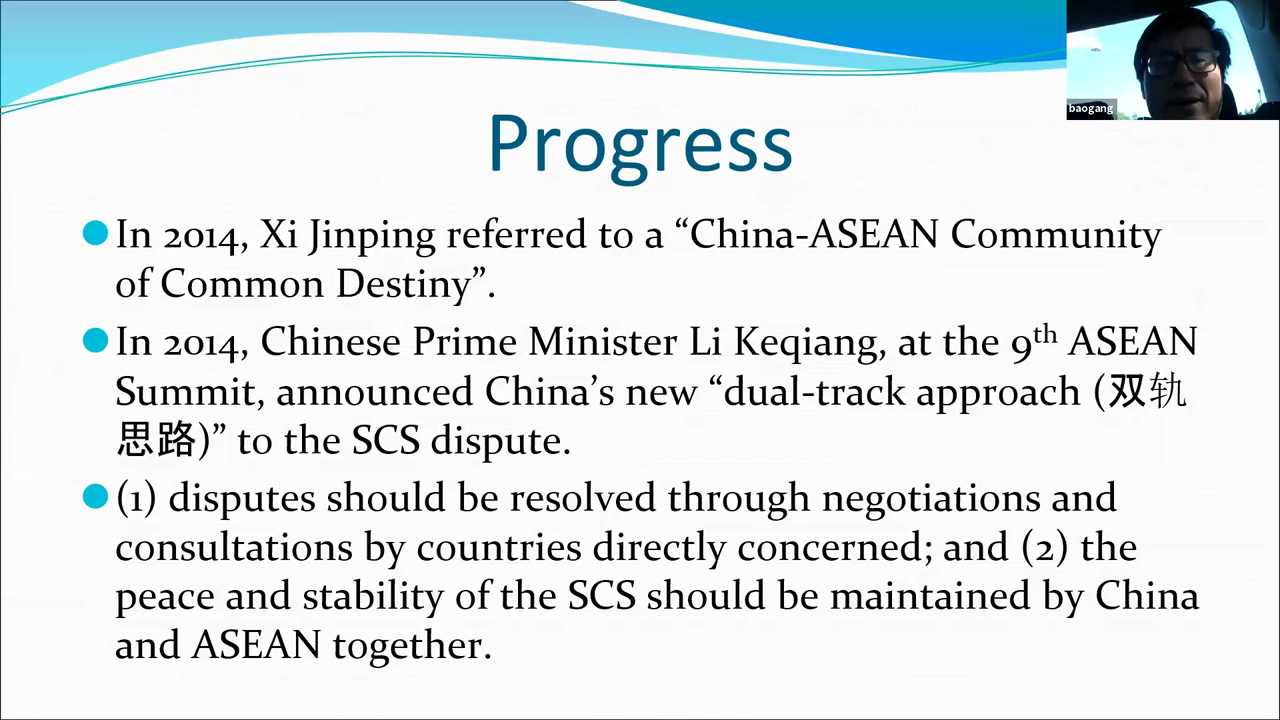 baogang
Progress
In 2014, Xi Jinping referred to a “China-ASEAN Community
of Common Destiny”.
In 2014, Chinese Prime Minister Li Keqiang, at the 9th ASEAN
Summit, announced China’s new “dual-track approach (双轨
思路)” to the SCS dispute.
(1) disputes should be resolved through negotiations and
consultations by countries directly concerned; and (2) the
peace and stability of the SCS should be maintained by China
and ASEAN together.